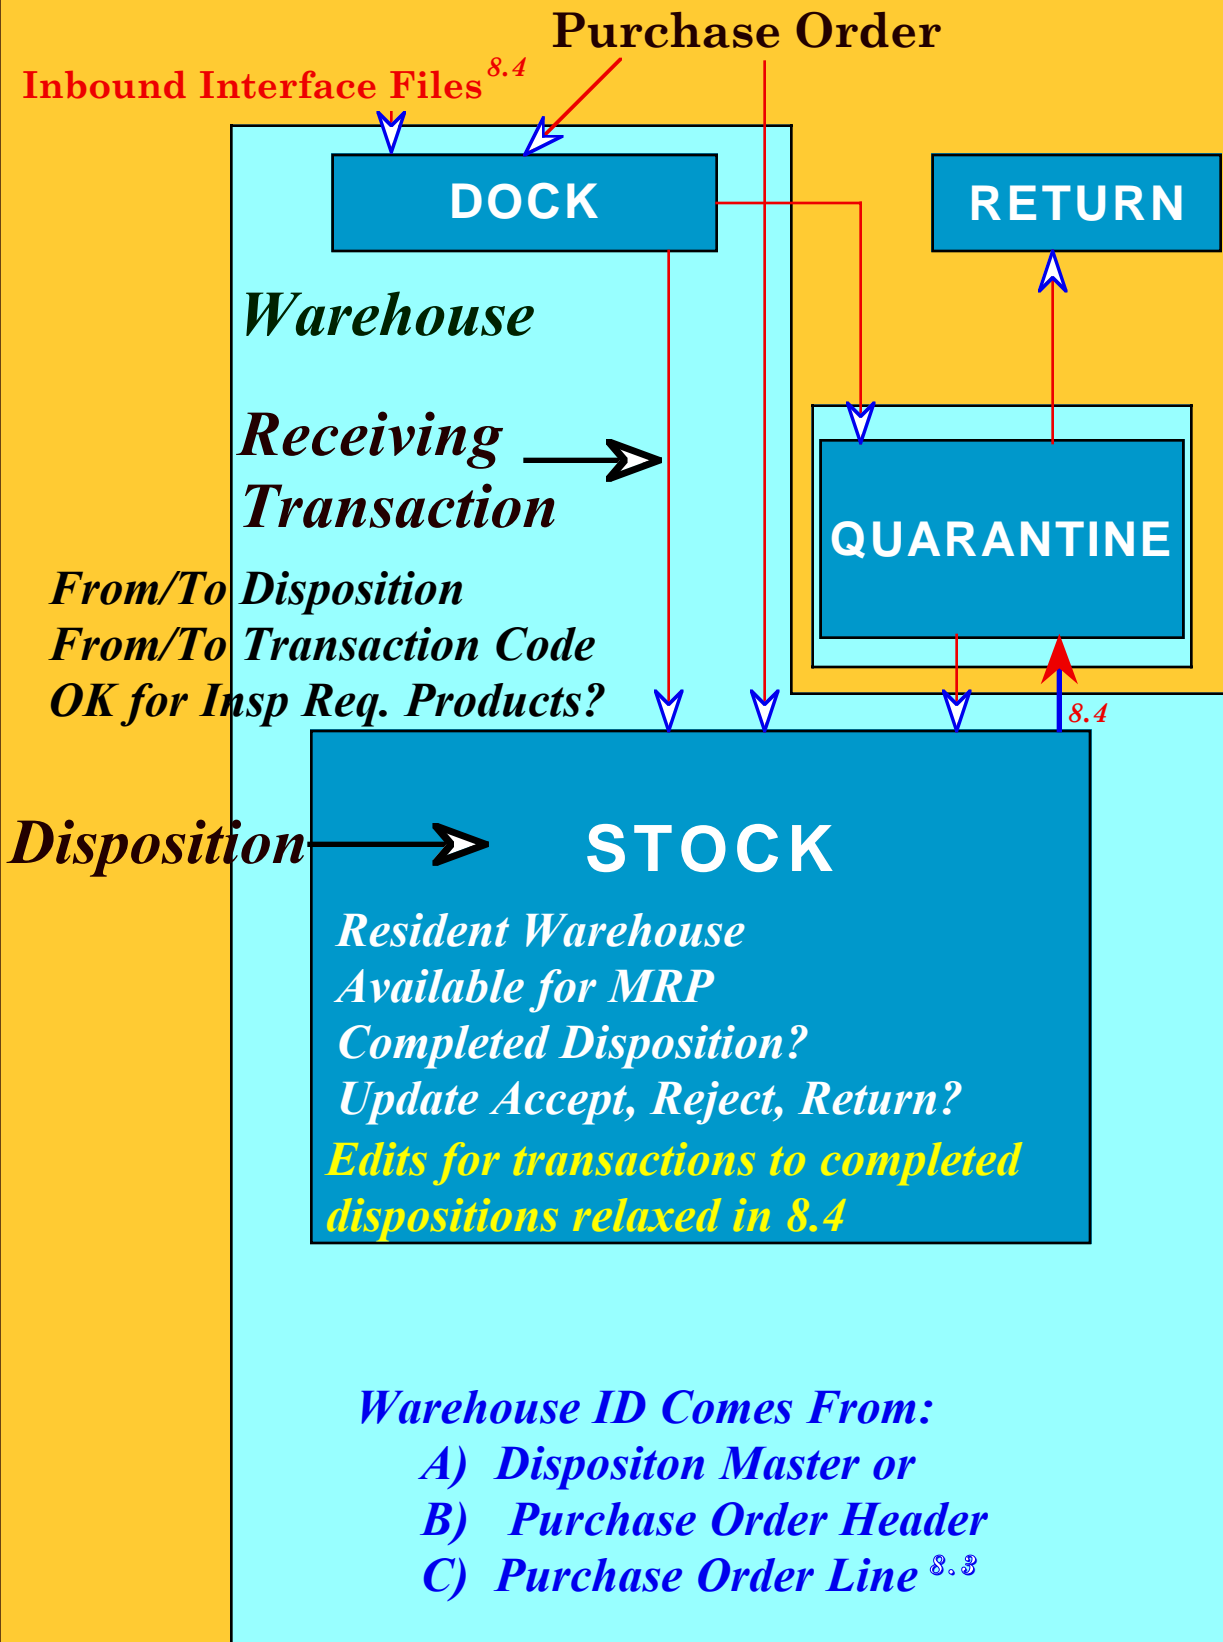 Purchase Order
Inbound Interface Files 8.4
DOCK
RETURN
Warehouse
Receiving
Transaction
QUARANTINE
From/To Disposition
From/To Transaction Code
OK for Insp Req. Products?
8.4
Disposition
STOCK
Resident Warehouse
Available for MRP
Completed Disposition?
Update Accept, Reject, Return?
Edits for transactions to completed
dispositions relaxed in 8.4
Warehouse ID Comes From:
A) Dispositon Master or
B) Purchase Order Header
C) Purchase Order Line 8.3